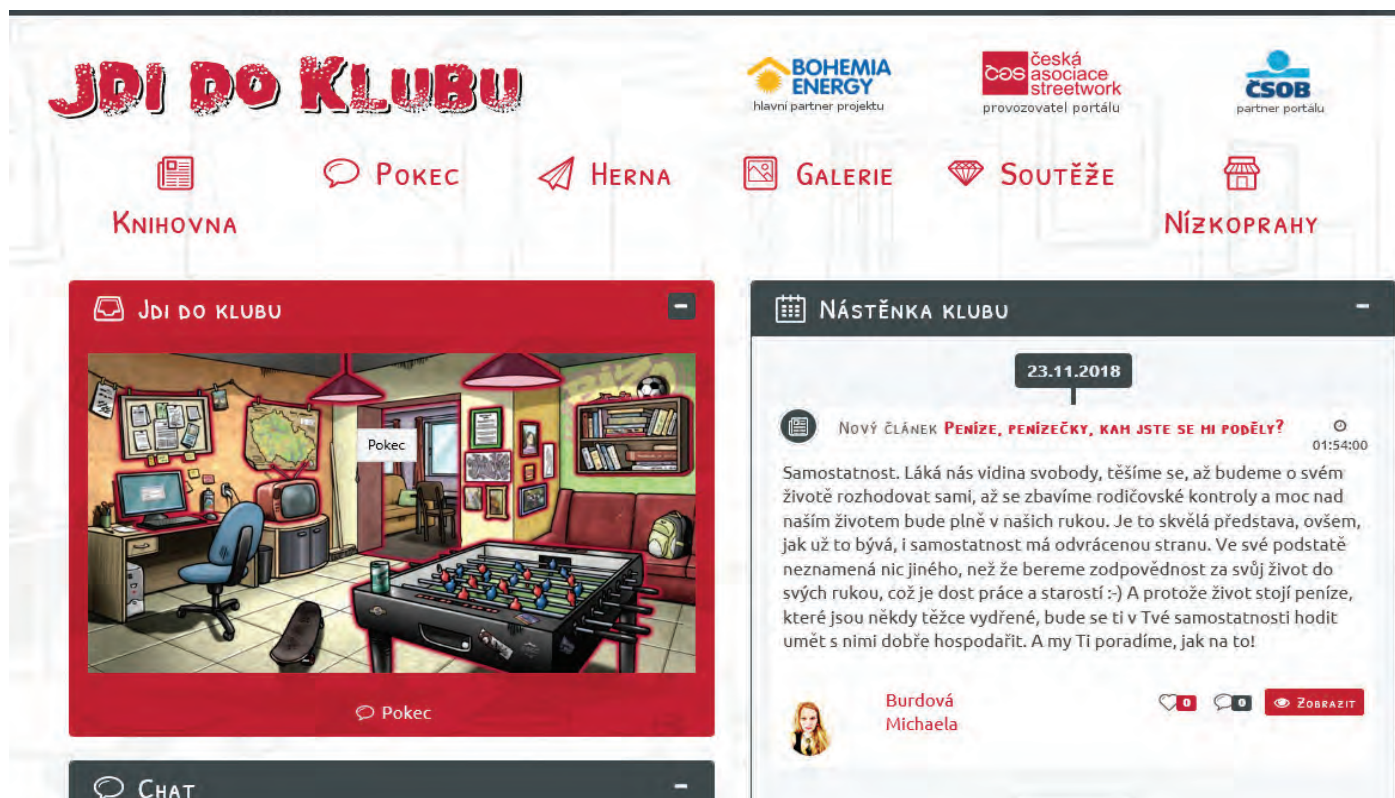 JDI DO KLUBU
BOHEMIA
ENERGY
hlavní partner projektu
čas
česká
asociace
streetwork
provozovatel portálu
ČSOB
partner portálu
Knihovna
Pokec
Herna
Galerie
Soutěže
Nízkoprahy
Jdi do klubu
Pokec
Pokec
Chat
Nástěnka klubu
23.11.2018
Nový článek Peníze, penízečky, kam jste se mi poděly?
01:54:00
Samostatnost. Láká nás vidina svobody, těšíme se, až budeme o svém
životě rozhodovat sami, až se zbavíme rodičovské kontroly a moc nad
naším životem bude plně v našich rukou. Je to skvělá představa, ovšem,
jak už to bývá, i samostatnost má odvrácenou stranu. Ve své podstatě
neznamená nic jiného, než že bereme zodpovědnost za svůj život do
svých rukou, což je dost práce a starostí :-) A protože život stojí peníze,
které jsou někdy těžce vydřené, bude se ti v Tvé samostatnosti hodit
umět s nimi dobře hospodařit. A my Ti poradíme, jak na to!
Burdová
Michaela
0
0
Zobrazit